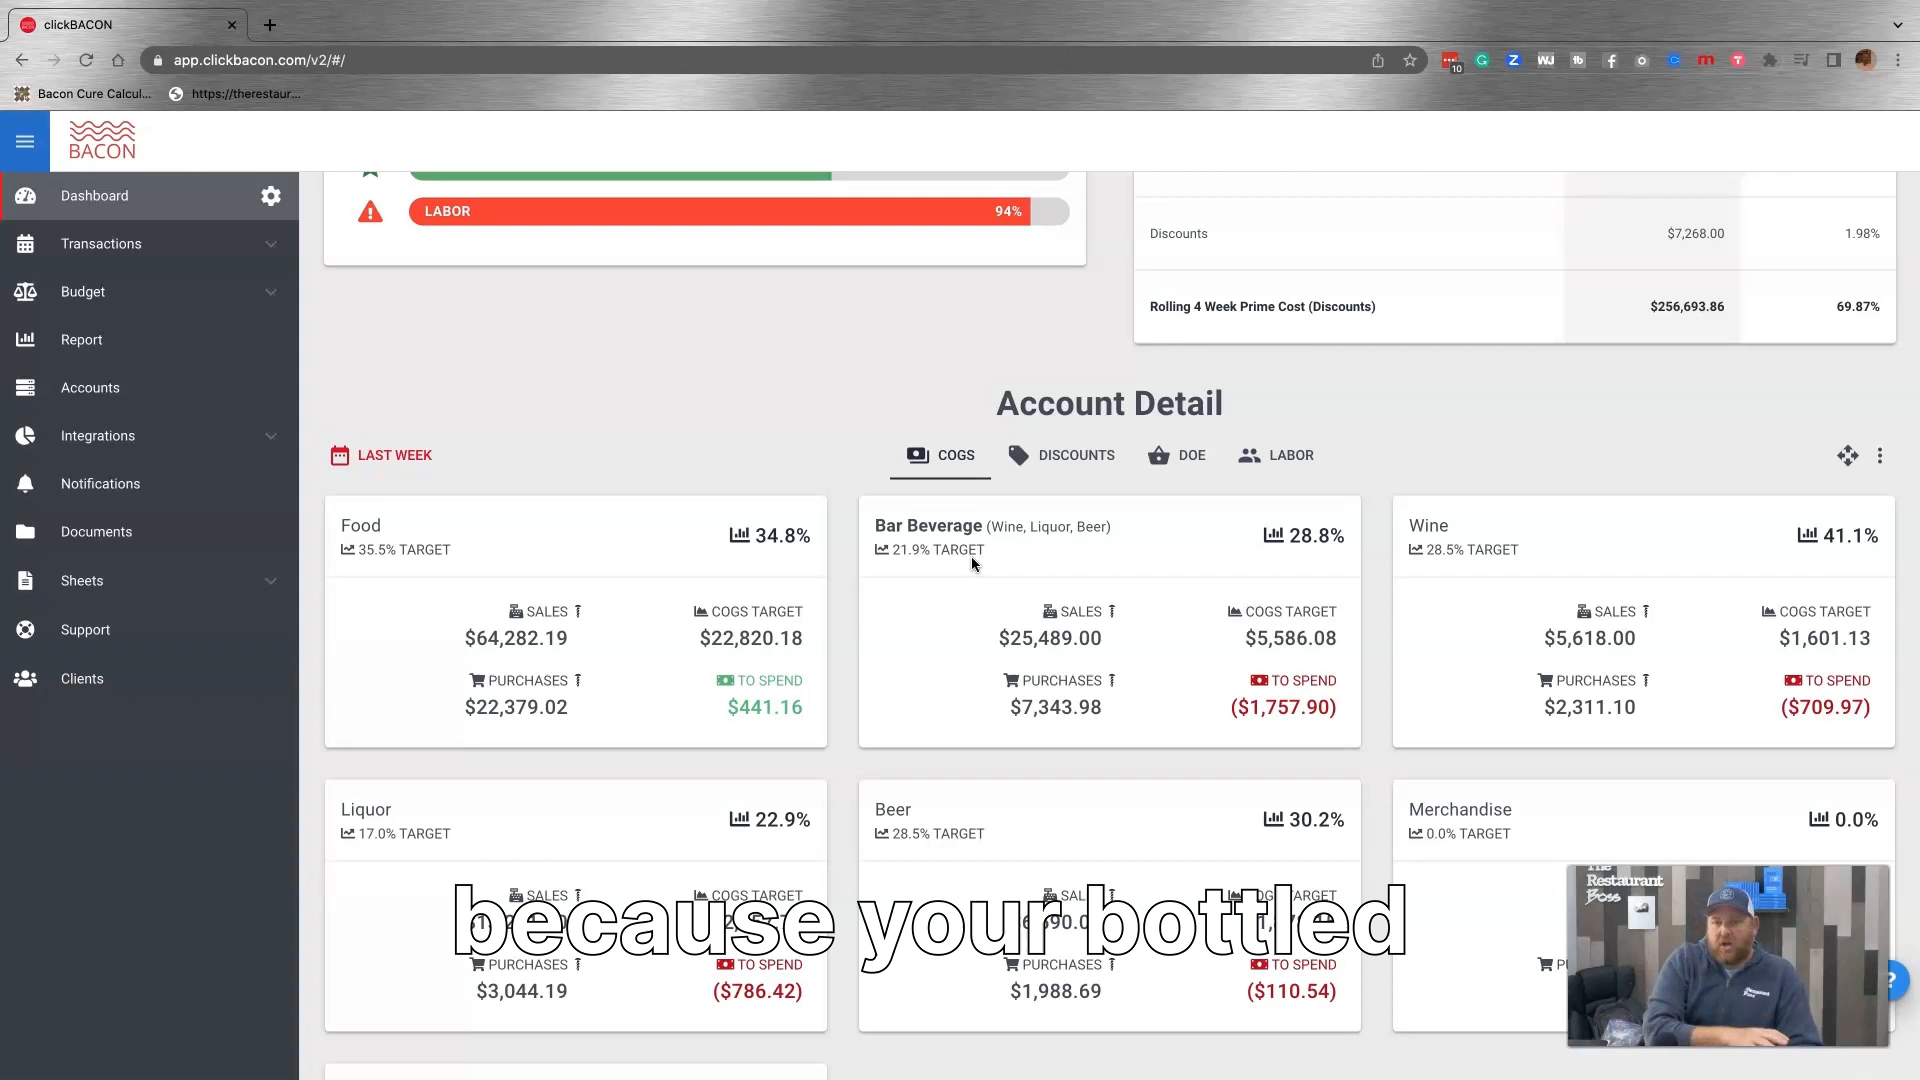 clickBACON
app.clickbacon.com/v2/#/
10
Bacon Cure Calcul...
https://therestaur...
BACON
Dashboard
Transactions
Budget
Report
Accounts
Integrations
Notifications
Documents
Sheets
Support
Clients
LABOR 94%
Discounts $7,268.00 1.98%
Rolling 4 Week Prime Cost (Discounts) $256,693.86 69.87%
Account Detail
LAST WEEK
COGS DISCOUNTS DOE LABOR
Food 34.8%
35.5% TARGET
SALES COGS TARGET
$64,282.19 $22,820.18
PURCHASES TO SPEND
$22,379.02 $441.16
Bar Beverage (Wine, Liquor, Beer) 28.8%
21.9% TARGET
SALES COGS TARGET
$25,489.00 $5,586.08
PURCHASES TO SPEND
$7,343.98 ($1,757.90)
Wine 41.1%
28.5% TARGET
SALES COGS TARGET
$5,618.00 $1,601.13
PURCHASES TO SPEND
$2,311.10 ($709.97)
Liquor 22.9%
17.0% TARGET
SALES COGS TARGET
PURCHASES TO SPEND
$3,044.19 ($786.42)
Beer 30.2%
28.5% TARGET
PURCHASES TO SPEND
$1,988.69 ($110.54)
Merchandise 0.0%
0.0% TARGET
because your bottled
The
Restaurant
Boss